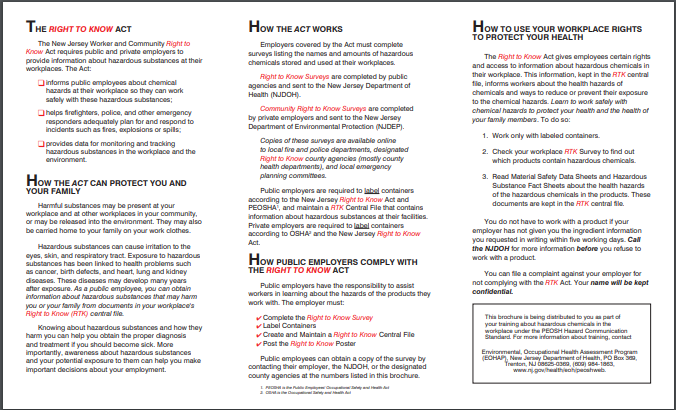 THE RIGHT TO KNOW ACT
The New Jersey Worker and Community Right to
Know Act requires public and private employers to
provide information about hazardous substances at their
workplaces. The Act:
❑ informs public employees about chemical
hazards at their workplace so they can work
safely with these hazardous substances;
❑ helps firefighters, police, and other emergency
responders adequately plan for and respond to
incidents such as fires, explosions or spills;
❑ provides data for monitoring and tracking
hazardous substances in the workplace and the
environment.
HOW THE ACT CAN PROTECT YOU AND
YOUR FAMILY
Harmful substances may be present at your
workplace and at other workplaces in your community,
or may be released into the environment. They may also
be carried home to your family on your work clothes.
Hazardous substances can cause irritation to the
eyes, skin, and respiratory tract. Exposure to hazardous
substances has been linked to health problems such
as cancer, birth defects, and heart, lung and kidney
diseases. These diseases may develop many years
after exposure. As a public employee, you can obtain
information about hazardous substances that may harm
you or your family from documents in your workplace's
Right to Know (RTK) central file.
Knowing about hazardous substances and how they
harm you can help you obtain the proper diagnosis
and treatment if you should become sick. More
importantly, awareness about hazardous substances
and your potential exposure to them can help you make
important decisions about your employment.
HOW THE ACT WORKS
Employers covered by the Act must complete
surveys listing the names and amounts of hazardous
chemicals stored and used at their workplaces.
Right to Know Surveys are completed by public
agencies and sent to the New Jersey Department of
Health (NJDOH).
Community Right to Know Surveys are completed
by private employers and sent to the New Jersey
Department of Environmental Protection (NJDEP).
Copies of these surveys are available online
to local fire and police departments, designated
Right to Know county agencies (mostly county
health departments), and local emergency
planning committees.
Public employers are required to label containers
according to the New Jersey Right to Know Act and
PEOSHA¹, and maintain a RTK Central File that contains
information about hazardous substances at their facilities.
Private employers are required to label containers
according to OSHA² and the New Jersey Right to Know
Act.
HOW PUBLIC EMPLOYERS COMPLY WITH
THE RIGHT TO KNOW ACT
Public employers have the responsibility to assist
workers in learning about the hazards of the products they
work with. The employer must:
✔ Complete the Right to Know Survey
✔ Label Containers
✔ Create and Maintain a Right to Know Central File
✔ Post the Right to Know Poster
Public employees can obtain a copy of the survey by
contacting their employer, the NJDOH, or the designated
county agencies at the numbers listed in this brochure.
1. PEOSHA is the Public Employees' Occupational Safety and Health Act
2. OSHA is the Occupational Safety and Health Act
HOW TO USE YOUR WORKPLACE RIGHTS
TO PROTECT YOUR HEALTH
The Right to Know Act gives employees certain rights
and access to information about hazardous chemicals in
their workplace. This information, kept in the RTK central
file, informs workers about the health hazards of
chemicals and ways to reduce or prevent their exposure
to the chemical hazards. Learn to work safely with
chemicals to protect your health and the health of
your family members. To do so:
1. Work only with labeled containers.
2. Check your workplace RTK Survey to find out
which products contain hazardous chemicals.
3. Read Material Safety Data Sheets and Hazardous
Substance Fact Sheets about the health hazards
of the hazardous chemicals in the products. These
documents are kept in the RTK central file.
You do not have to work with a product if your
employer has not given you the ingredient information
you requested in writing within five working days. Call
the NJDOH for more information before you refuse to
work with a product.
You can file a complaint against your employer for
not complying with the RTK Act. Your name will be kept
confidential.
This brochure is being distributed to you as part of
your training about hazardous chemicals in the
workplace under the PEOSH Hazard Communication
Standard. For more information about training, contact
Environmental, Occupational Health Assessment Program
(EOHAP), New Jersey Department of Health, PO Box 369,
Trenton, NJ 08625-0369, (609) 984-1863,
www.nj.gov/health/eoh/peoshweb.